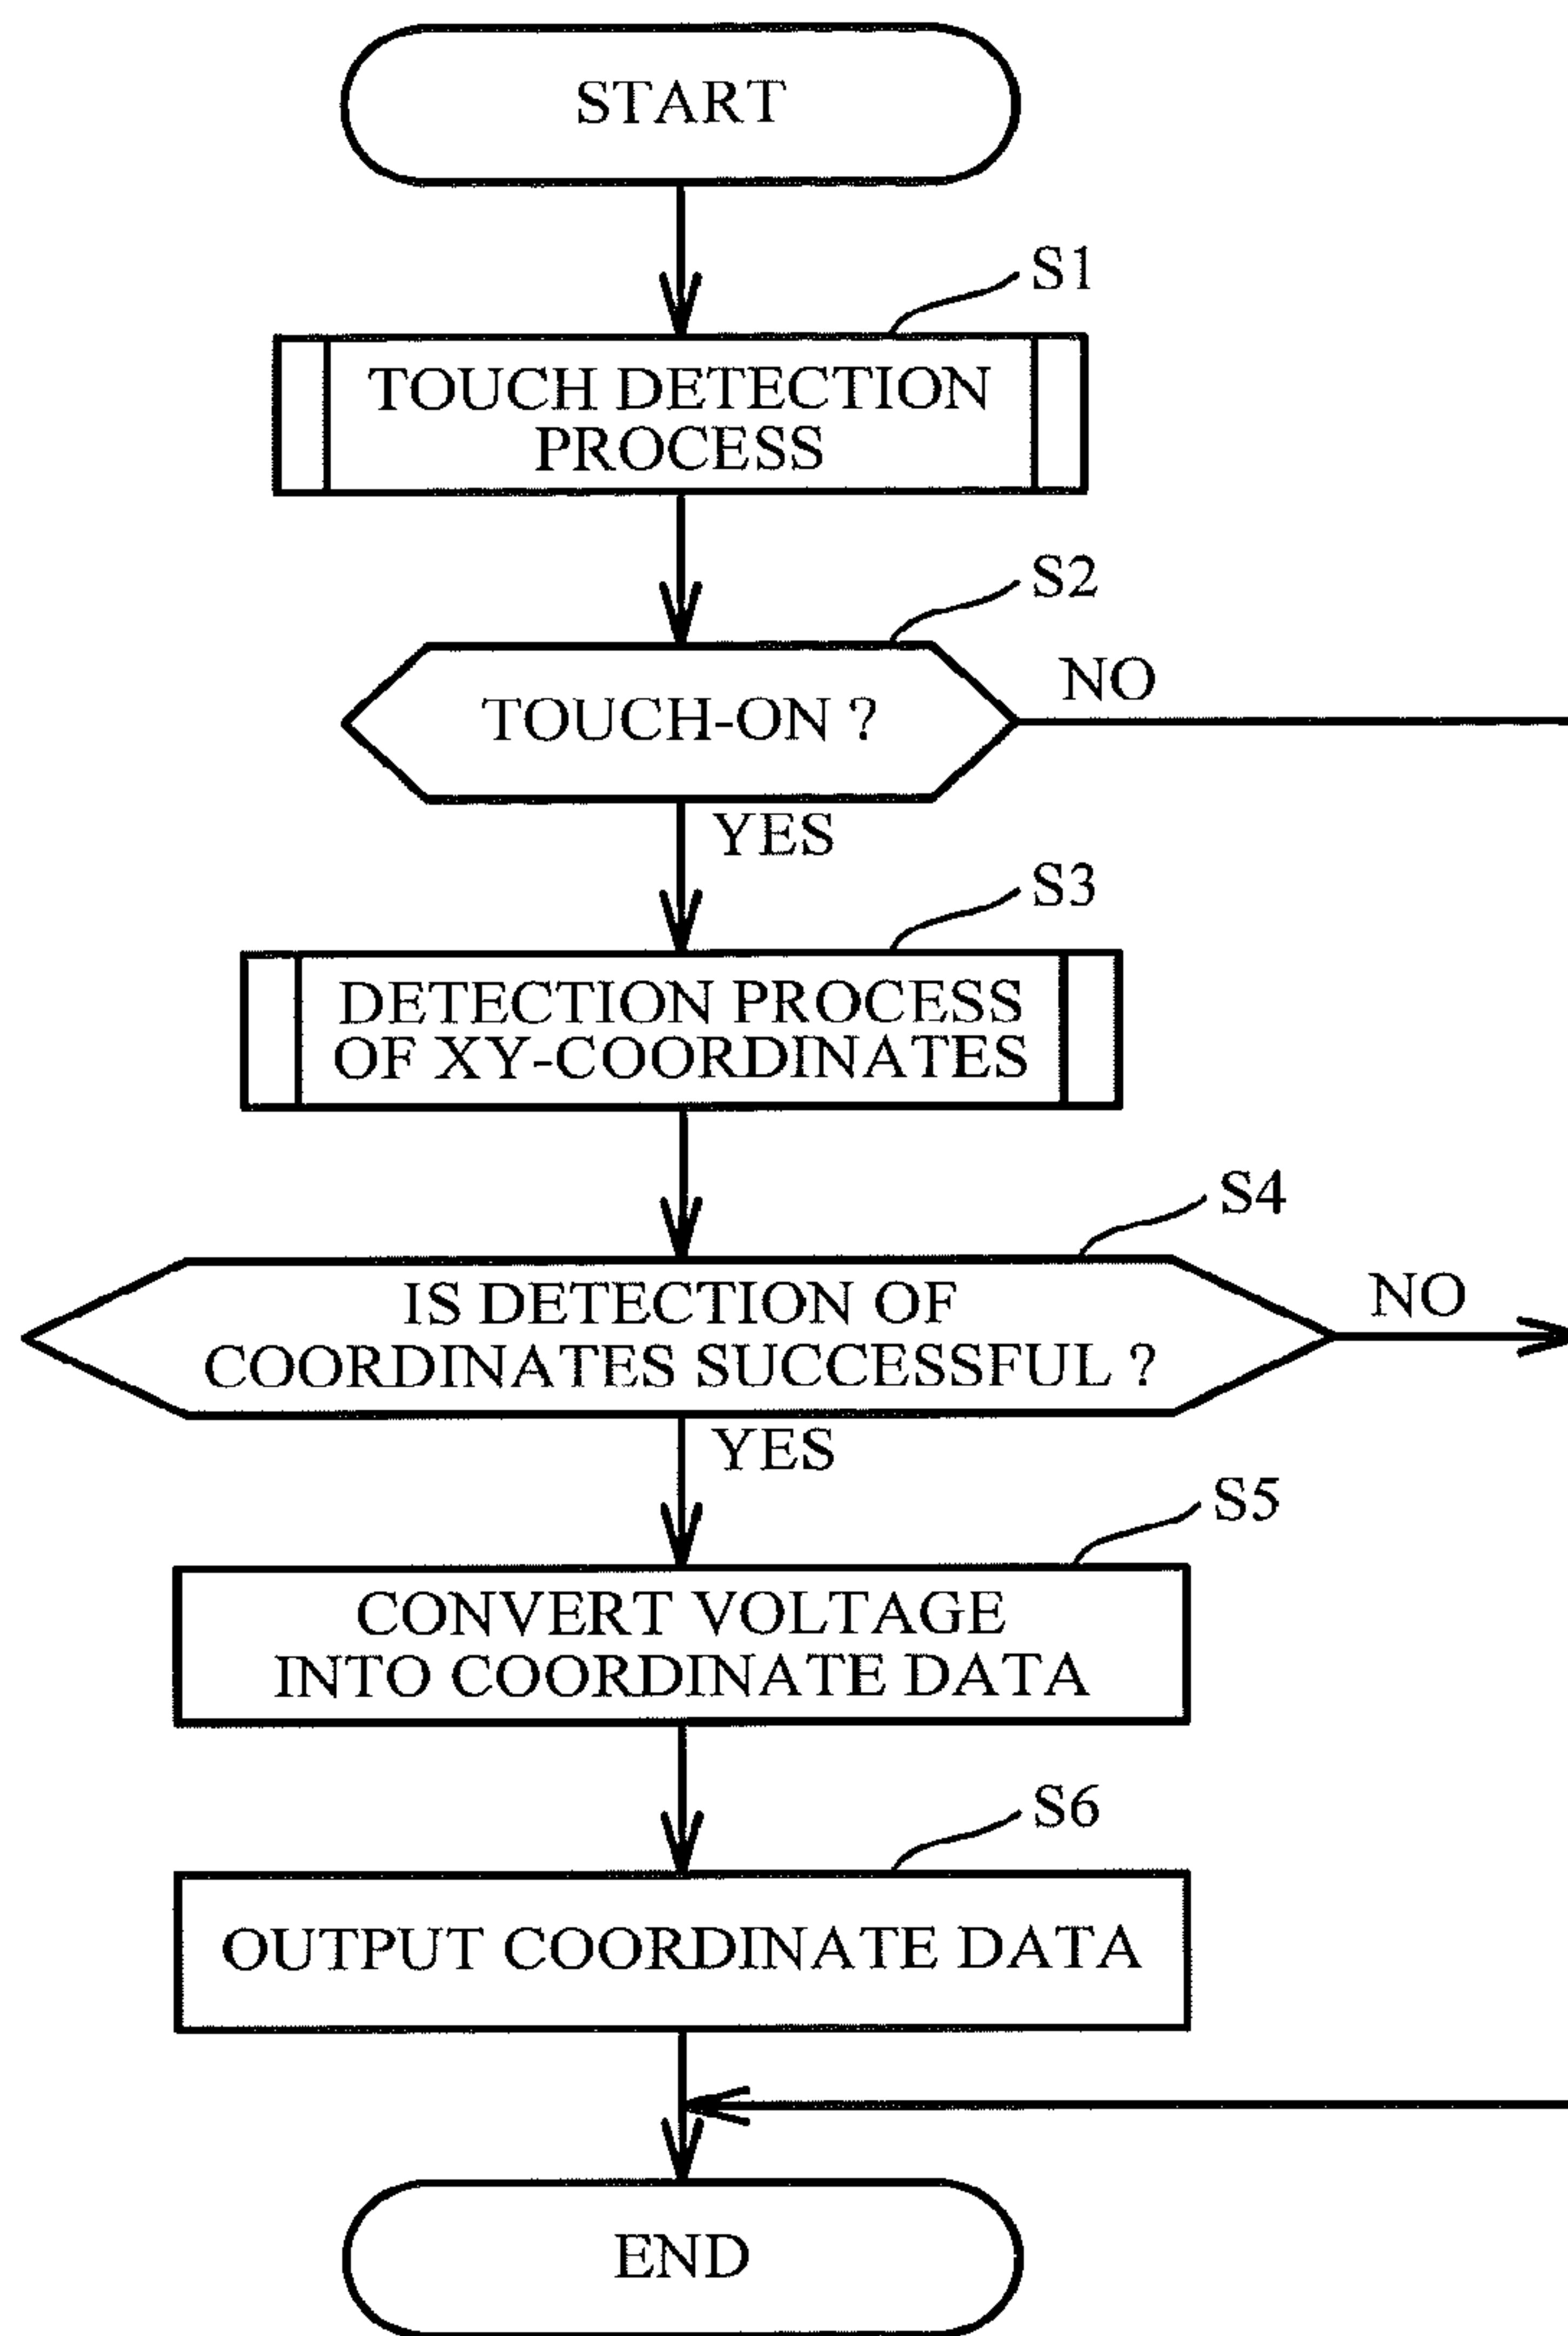 START
S1
TOUCH DETECTION
PROCESS
S2
TOUCH-ON ?
NO
YES
S3
DETECTION PROCESS
OF XY-COORDINATES
S4
IS DETECTION OF
COORDINATES SUCCESSFUL ?
NO
YES
S5
CONVERT VOLTAGE
INTO COORDINATE DATA
S6
OUTPUT COORDINATE DATA
END